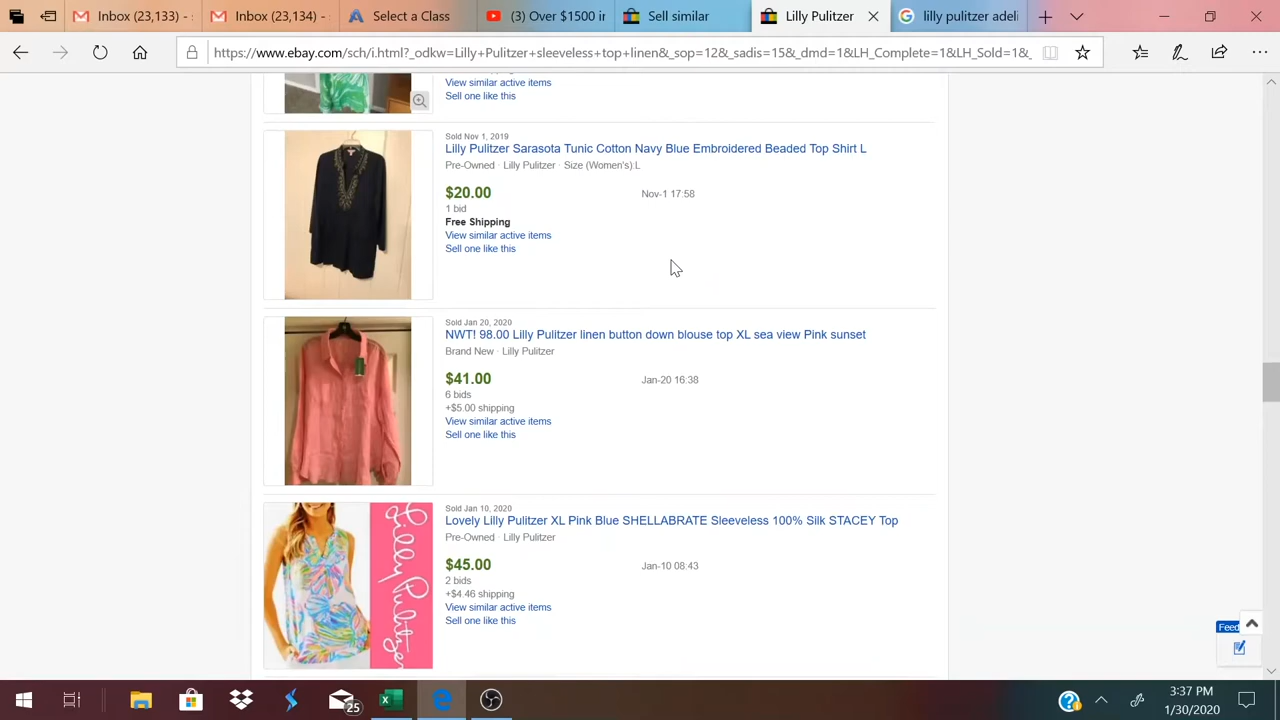 Inbox (23,133) -
Inbox (23,134) -
Select a Class
(3) Over $1500 in
Sell similar
Lilly Pulitzer
lilly pulitzer adeli
https://www.ebay.com/sch/i.html?_odkw=Lilly+Pulitzer+sleeveless+top+linen&_sop=12&_sadis=15&_dmd=1&LH_Complete=1&LH_Sold=1&_
View similar active items
Sell one like this
Sold Nov 1, 2019
Lilly Pulitzer Sarasota Tunic Cotton Navy Blue Embroidered Beaded Top Shirt L
Pre-Owned · Lilly Pulitzer · Size (Women's):L
$20.00
Nov-1 17:58
1 bid
Free Shipping
View similar active items
Sell one like this
Sold Jan 20, 2020
NWT! 98.00 Lilly Pulitzer linen button down blouse top XL sea view Pink sunset
Brand New · Lilly Pulitzer
$41.00
Jan-20 16:38
6 bids
+$5.00 shipping
View similar active items
Sell one like this
Sold Jan 10, 2020
Lovely Lilly Pulitzer XL Pink Blue SHELLABRATE Sleeveless 100% Silk STACEY Top
Pre-Owned · Lilly Pulitzer
$45.00
Jan-10 08:43
2 bids
+$4.46 shipping
View similar active items
Sell one like this
Lilly Pulitzer
Feed
25
3:37 PM
1/30/2020